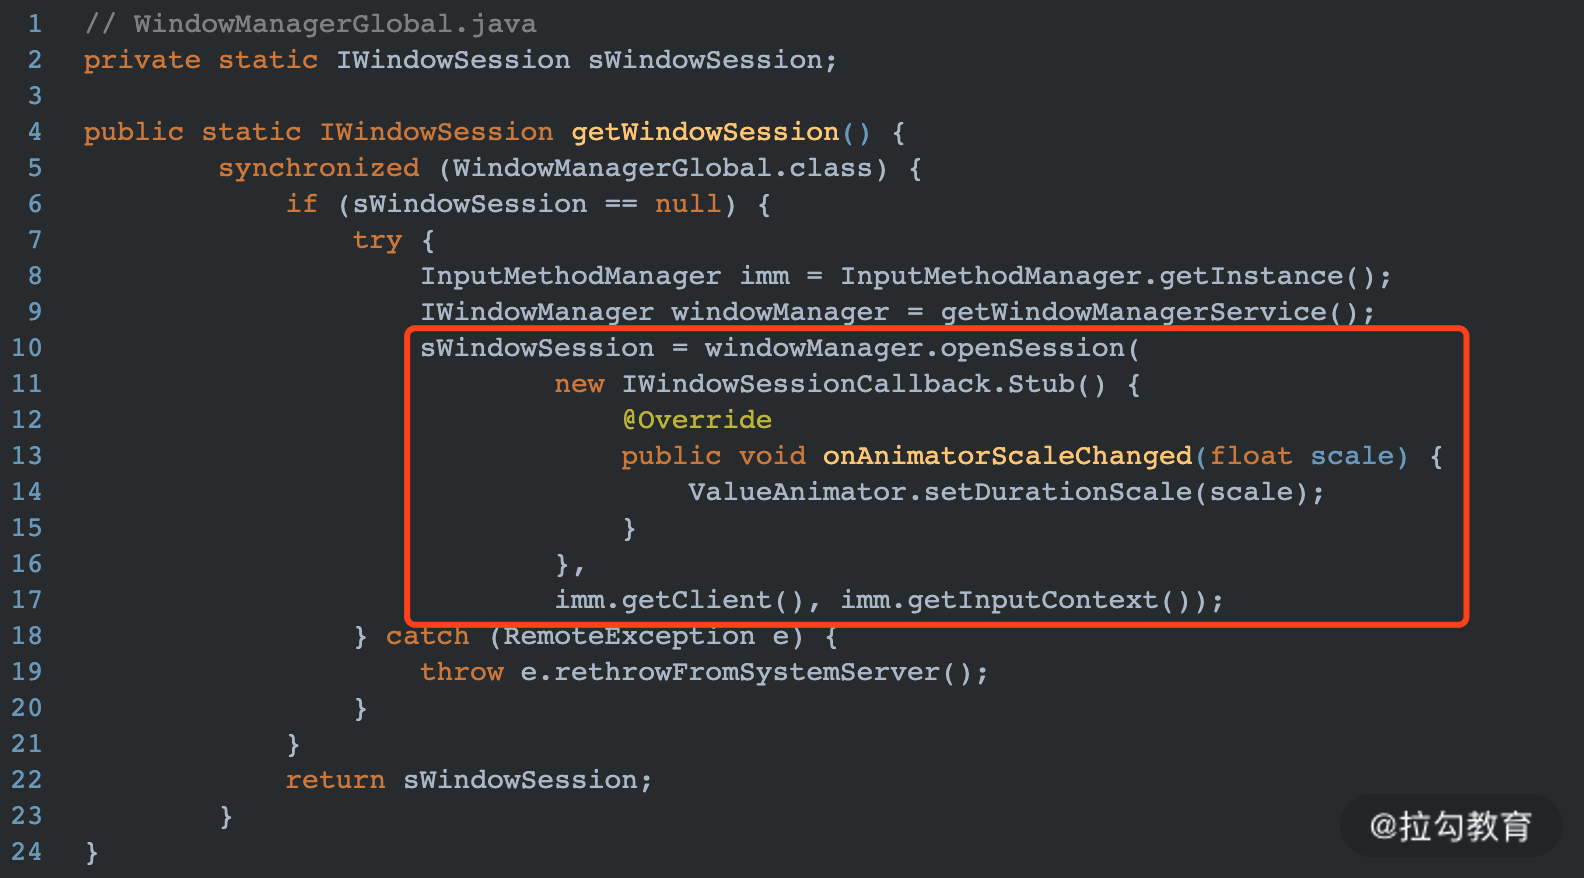 1 // WindowManagerGlobal.java
2 private static IWindowSession sWindowSession;
3
4 public static IWindowSession getWindowSession() {
5         synchronized (WindowManagerGlobal.class) {
6             if (sWindowSession == null) {
7                 try {
8                     InputMethodManager imm = InputMethodManager.getInstance();
9                     IWindowManager windowManager = getWindowManagerService();
10                     sWindowSession = windowManager.openSession(
11                             new IWindowSessionCallback.Stub() {
12                                 @Override
13                                 public void onAnimatorScaleChanged(float scale) {
14                                     ValueAnimator.setDurationScale(scale);
15                                 }
16                             },
17                             imm.getClient(), imm.getInputContext());
18                 } catch (RemoteException e) {
19                     throw e.rethrowFromSystemServer();
20                 }
21             }
22             return sWindowSession;
23         }
24 }
@拉勾教育